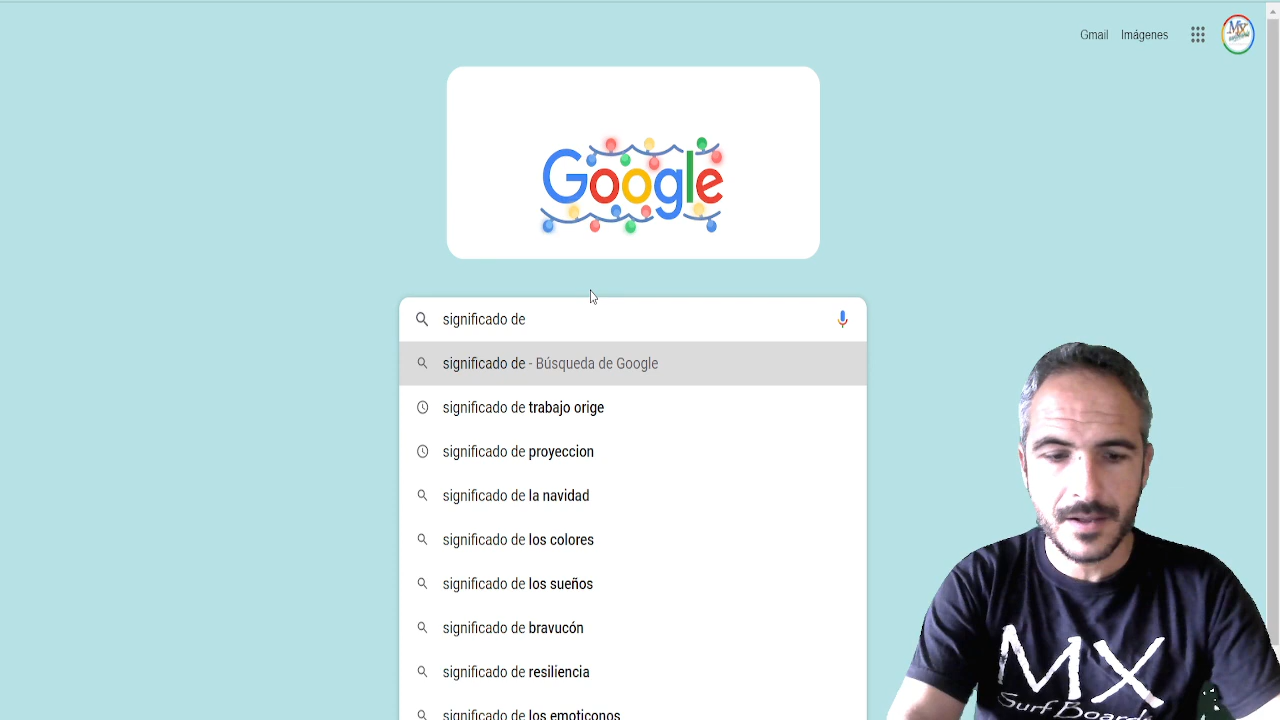 Gmail Imágenes
Google
significado de
significado de - Búsqueda de Google
significado de trabajo orige
significado de proyeccion
significado de la navidad
significado de los colores
significado de los sueños
significado de bravucón
significado de resiliencia
significado de los emoticonos
MX
Surf Boards